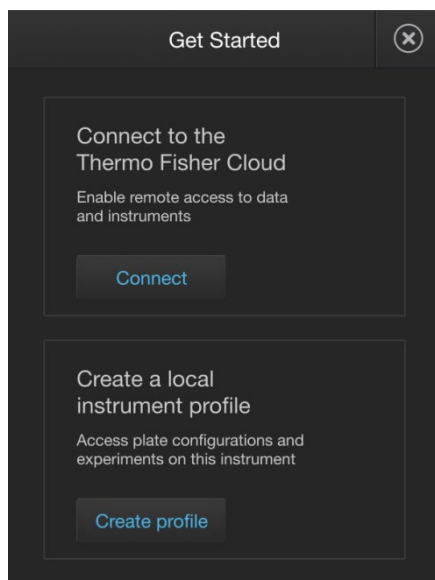 Get Started
Connect to the
Thermo Fisher Cloud
Enable remote access to data
and instruments
Connect
Create a local
instrument profile
Access plate configurations and
experiments on this instrument
Create profile